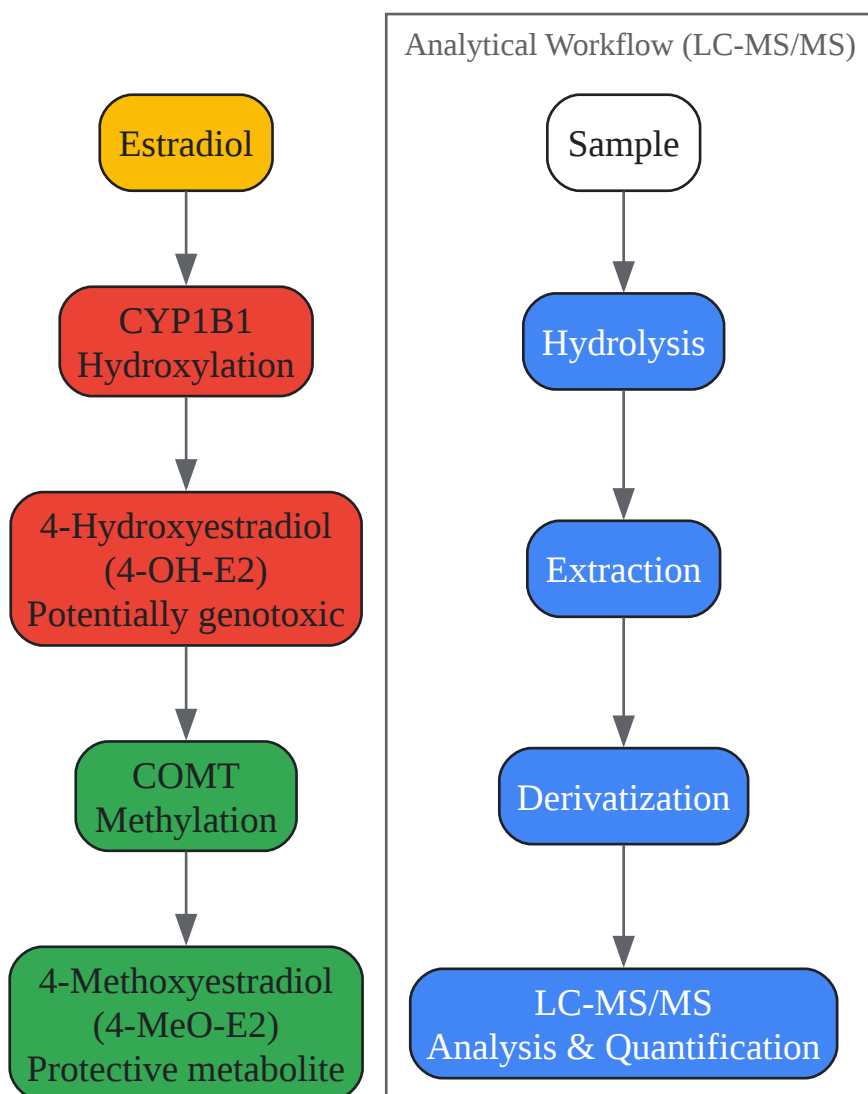 Estradiol
CYP1B1
Hydroxylation
4-Hydroxyestradiol
(4-OH-E2)
Potentially genotoxic
COMT
Methylation
4-Methoxyestradiol
(4-MeO-E2)
Protective metabolite
Analytical Workflow (LC-MS/MS)
Sample
Hydrolysis
Extraction
Derivatization
LC-MS/MS
Analysis & Quantification